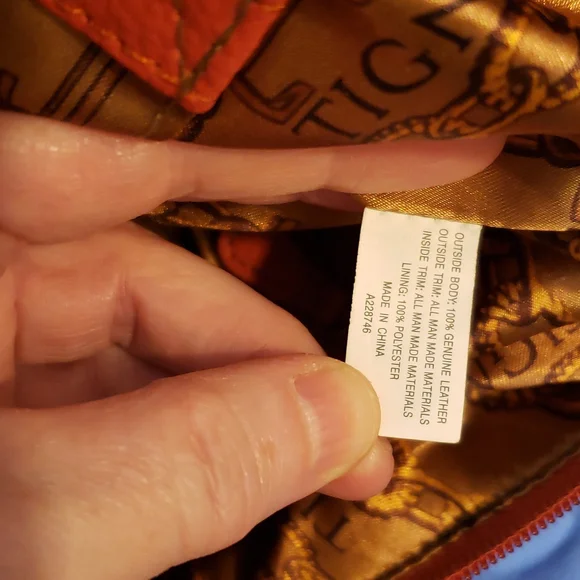 TIG
OUTSIDE BODY: 100% GENUINE LEATHER
OUTSIDE TRIM: ALL MAN MADE MATERIALS
INSIDE TRIM: ALL MAN MADE MATERIALS
LINING: 100% POLYESTER
MADE IN CHINA
A228746